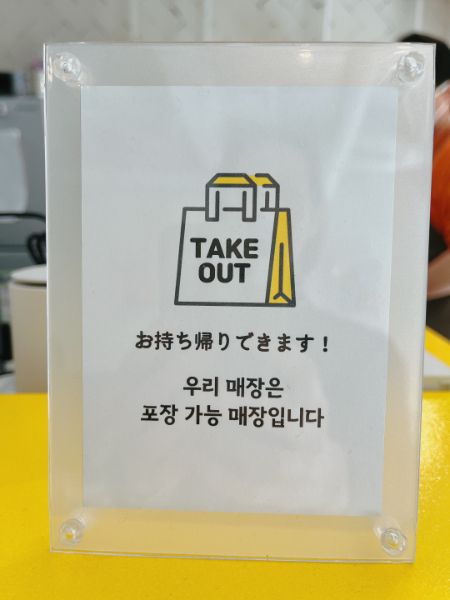 TAKE
OUT
お持ち帰りできます！
우리 매장은
포장 가능 매장입니다